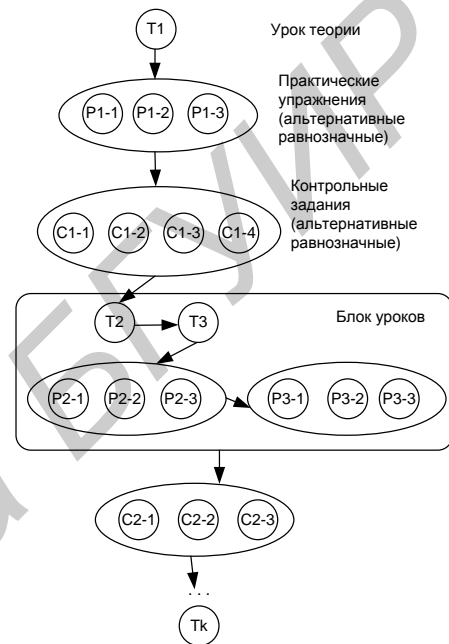 T1
Урок теории
Практические
упражнения
(альтернативные
равнозначные)
P1-1 P1-2 P1-3
Контрольные
задания
(альтернативные
равнозначные)
C1-1 C1-2 C1-3 C1-4
T2 T3
Блок уроков
P2-1 P2-2 P2-3 P3-1 P3-2 P3-3
C2-1 C2-2 C2-3
...
Tk
БГУИР